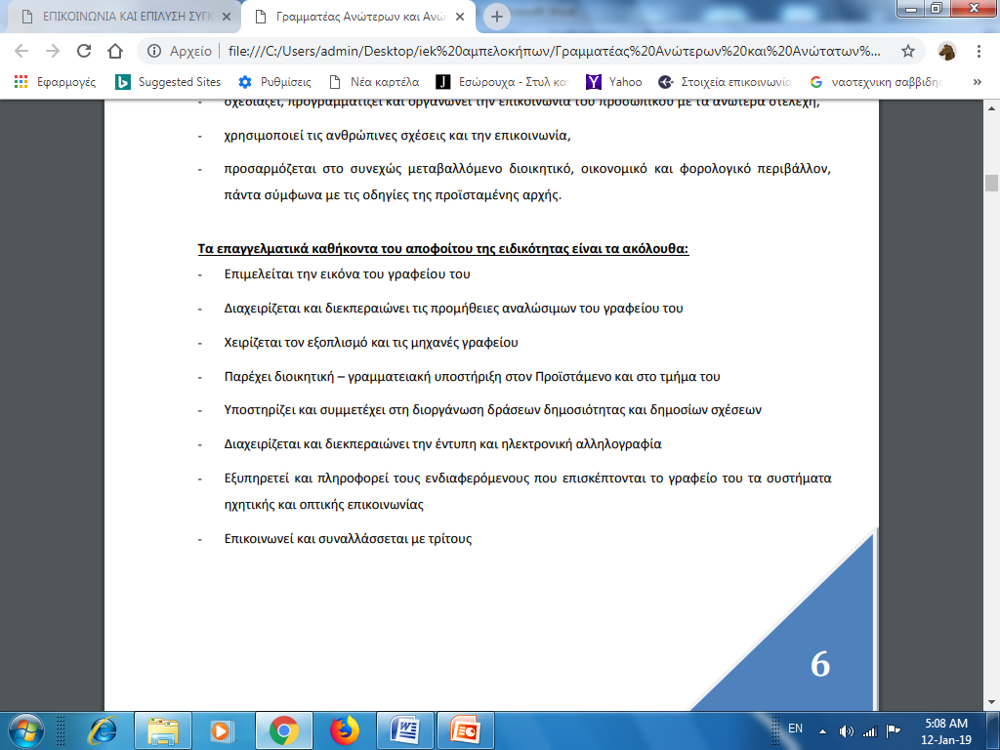 ΕΠΙΚΟΙΝΩΝΙΑ ΚΑΙ ΕΠΙΛΥΣΗ ΣΥΓΚ
Γραμματέας Ανώτερων και Ανώ
Αρχείο | file:///C:/Users/admin/Desktop/iek%20αμπελοκήπων/Γραμματέας%20Ανώτερων%20και%20Ανώτατων%...
Εφαρμογές Suggested Sites Ρυθμίσεις Νέα καρτέλα Εσώρουχα - Στυλ κα Yahoo Στοιχεία επικοινωνία ναοτεχνικη σαββιδης »
- σχεδιάζει, προγραμματίζει και οργανώνει την επικοινωνία του προσωπικού με τα ανώτερα στελέχη,
- χρησιμοποιεί τις ανθρώπινες σχέσεις και την επικοινωνία,
- προσαρμόζεται στο συνεχώς μεταβαλλόμενο διοικητικό, οικονομικό και φορολογικό περιβάλλον,
πάντα σύμφωνα με τις οδηγίες της προϊσταμένης αρχής.
Τα επαγγελματικά καθήκοντα του αποφοίτου της ειδικότητας είναι τα ακόλουθα:
- Επιμελείται την εικόνα του γραφείου του
- Διαχειρίζεται και διεκπεραιώνει τις προμήθειες αναλώσιμων του γραφείου του
- Χειρίζεται τον εξοπλισμό και τις μηχανές γραφείου
- Παρέχει διοικητική – γραμματειακή υποστήριξη στον Προϊστάμενο και στο τμήμα του
- Υποστηρίζει και συμμετέχει στη διοργάνωση δράσεων δημοσιότητας και δημοσίων σχέσεων
- Διαχειρίζεται και διεκπεραιώνει την έντυπη και ηλεκτρονική αλληλογραφία
- Εξυπηρετεί και πληροφορεί τους ενδιαφερόμενους που επισκέπτονται το γραφείο του τα συστήματα
ηχητικής και οπτικής επικοινωνίας
- Επικοινωνεί και συναλλάσσεται με τρίτους
6
EN
5:08 AM
12-Jan-19